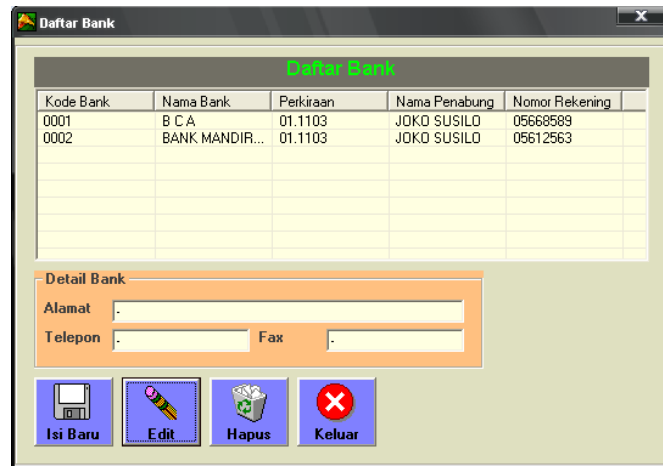 Daftar Bank
Daftar Bank
Kode Bank Nama Bank Perkiraan Nama Penabung Nomor Rekening
0001 B C A 01.1103 JOKO SUSILO 05668589
0002 BANK MANDIR... 01.1103 JOKO SUSILO 05612563
Detail Bank
Alamat .
Telepon . Fax .
Isi Baru Edit Hapus Keluar